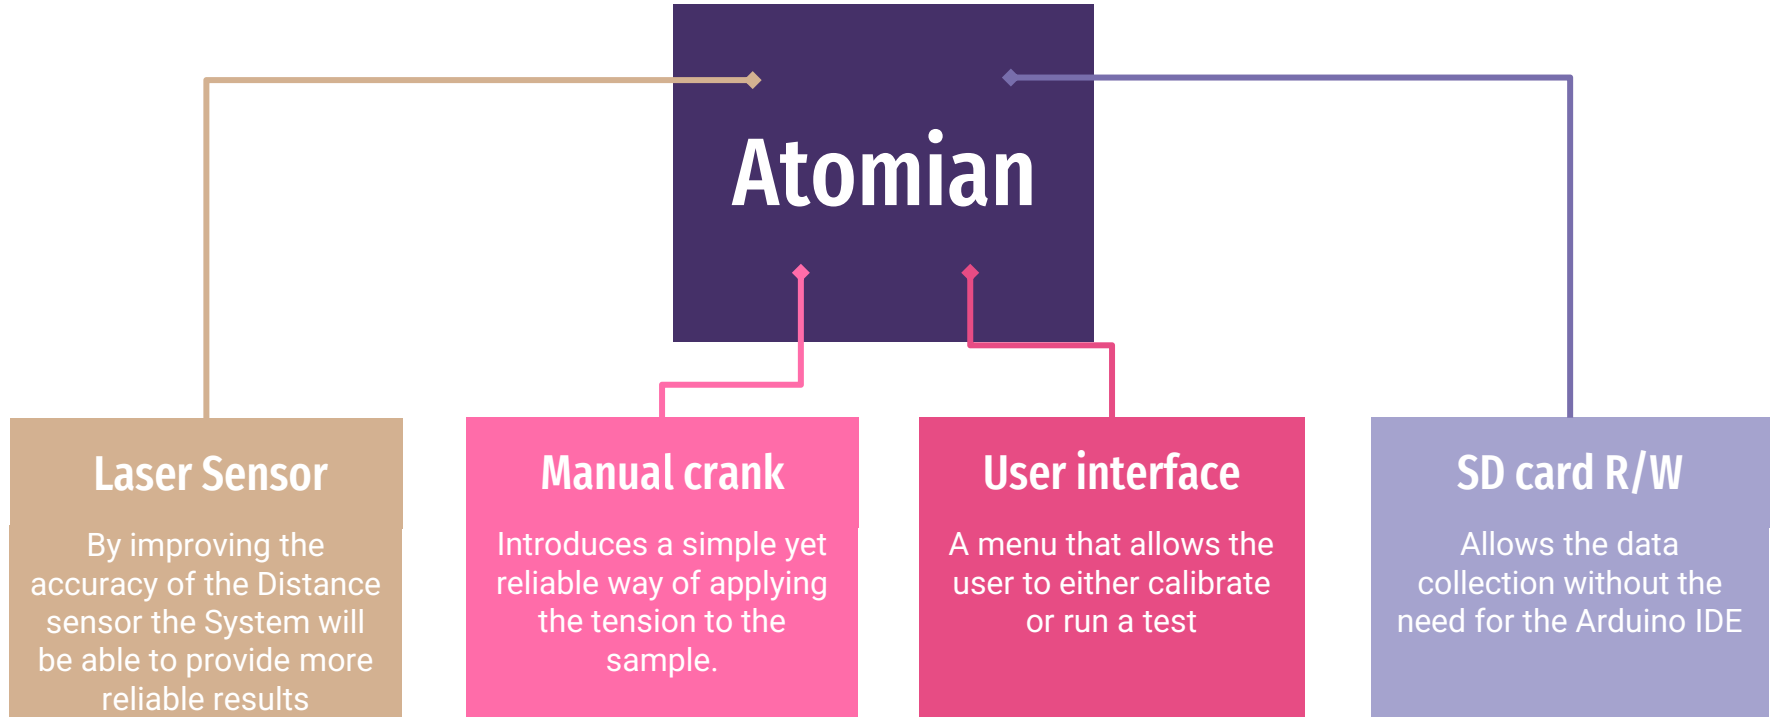 Atomian
Laser Sensor
By improving the
accuracy of the Distance
sensor the System will
be able to provide more
reliable results
Manual crank
Introduces a simple yet
reliable way of applying
the tension to the
sample.
User interface
A menu that allows the
user to either calibrate
or run a test
SD card R/W
Allows the data
collection without the
need for the Arduino IDE